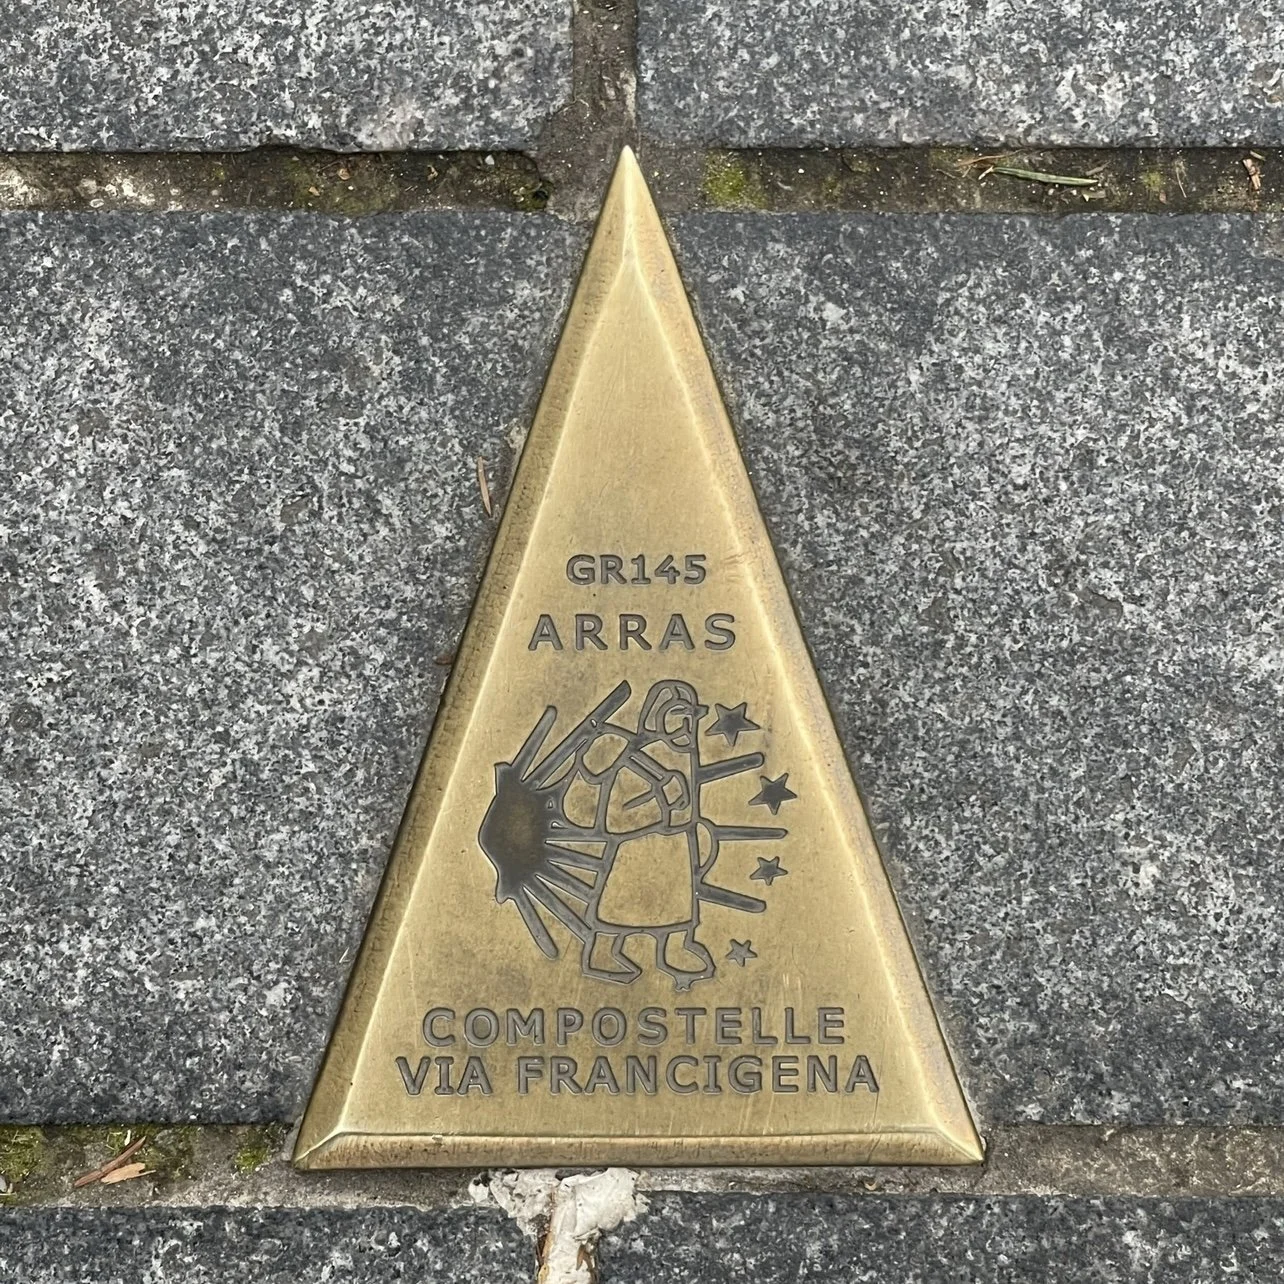 GR145
ARRAS
COMPOSTELLE
VIA FRANCIGENA